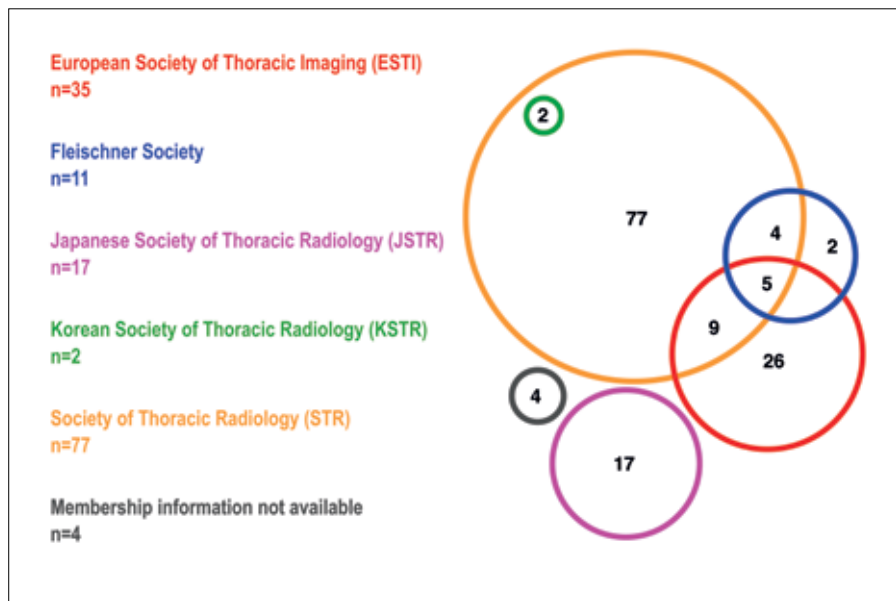 European Society of Thoracic Imaging (ESTI)
n=35
Fleischner Society
n=11
Japanese Society of Thoracic Radiology (JSTR)
n=17
Korean Society of Thoracic Radiology (KSTR)
n=2
Society of Thoracic Radiology (STR)
n=77
Membership information not available
n=4
2
77
4
2
5
9
26
4
17